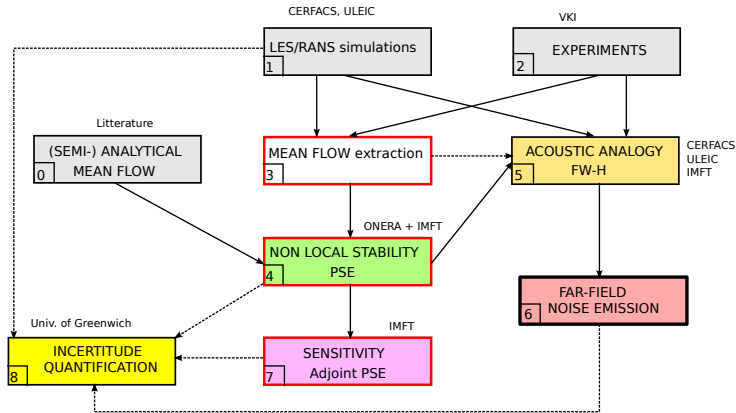 CERFACS, ULEIC
VKI
LES/RANS simulations
1
EXPERIMENTS
2
Litterature
(SEMI-) ANALYTICAL
MEAN FLOW
0
MEAN FLOW extraction
3
ACOUSTIC ANALOGY
FW-H
5
CERFACS
ULEIC
IMFT
ONERA + IMFT
NON LOCAL STABILITY
PSE
4
FAR-FIELD
NOISE EMISSION
6
Univ. of Greenwich
INCERTITUDE
QUANTIFICATION
8
IMFT
SENSITIVITY
Adjoint PSE
7